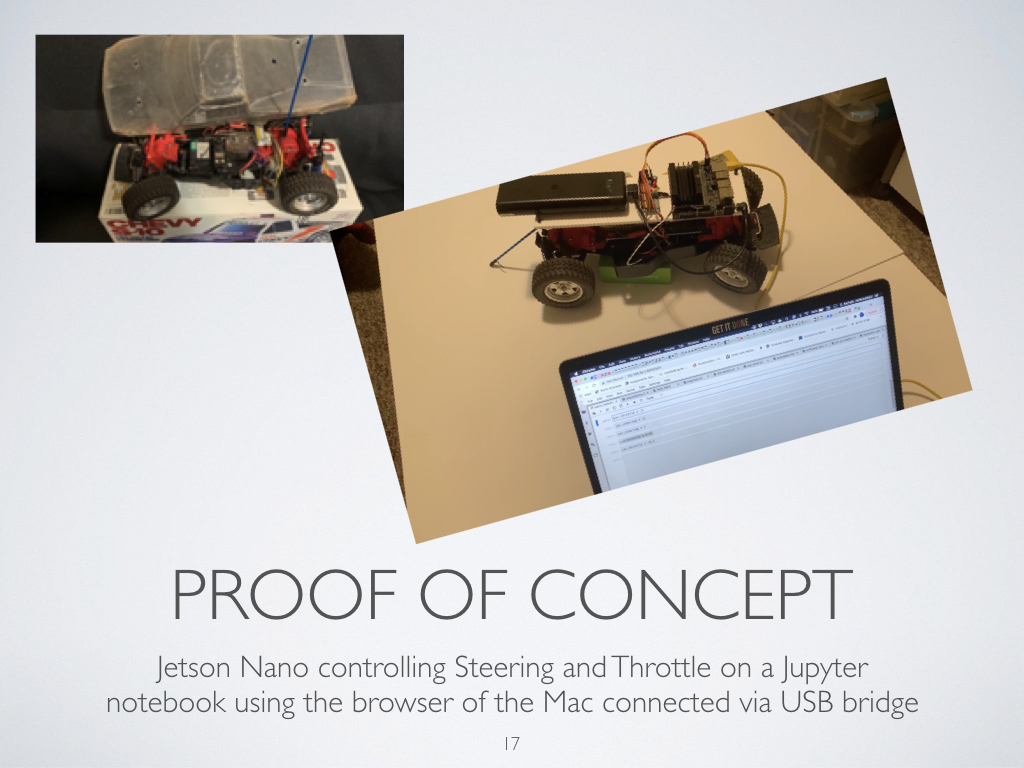 CHEVY
S-10
GET IT DONE
PROOF OF CONCEPT
Jetson Nano controlling Steering and Throttle on a Jupyter
notebook using the browser of the Mac connected via USB bridge
17